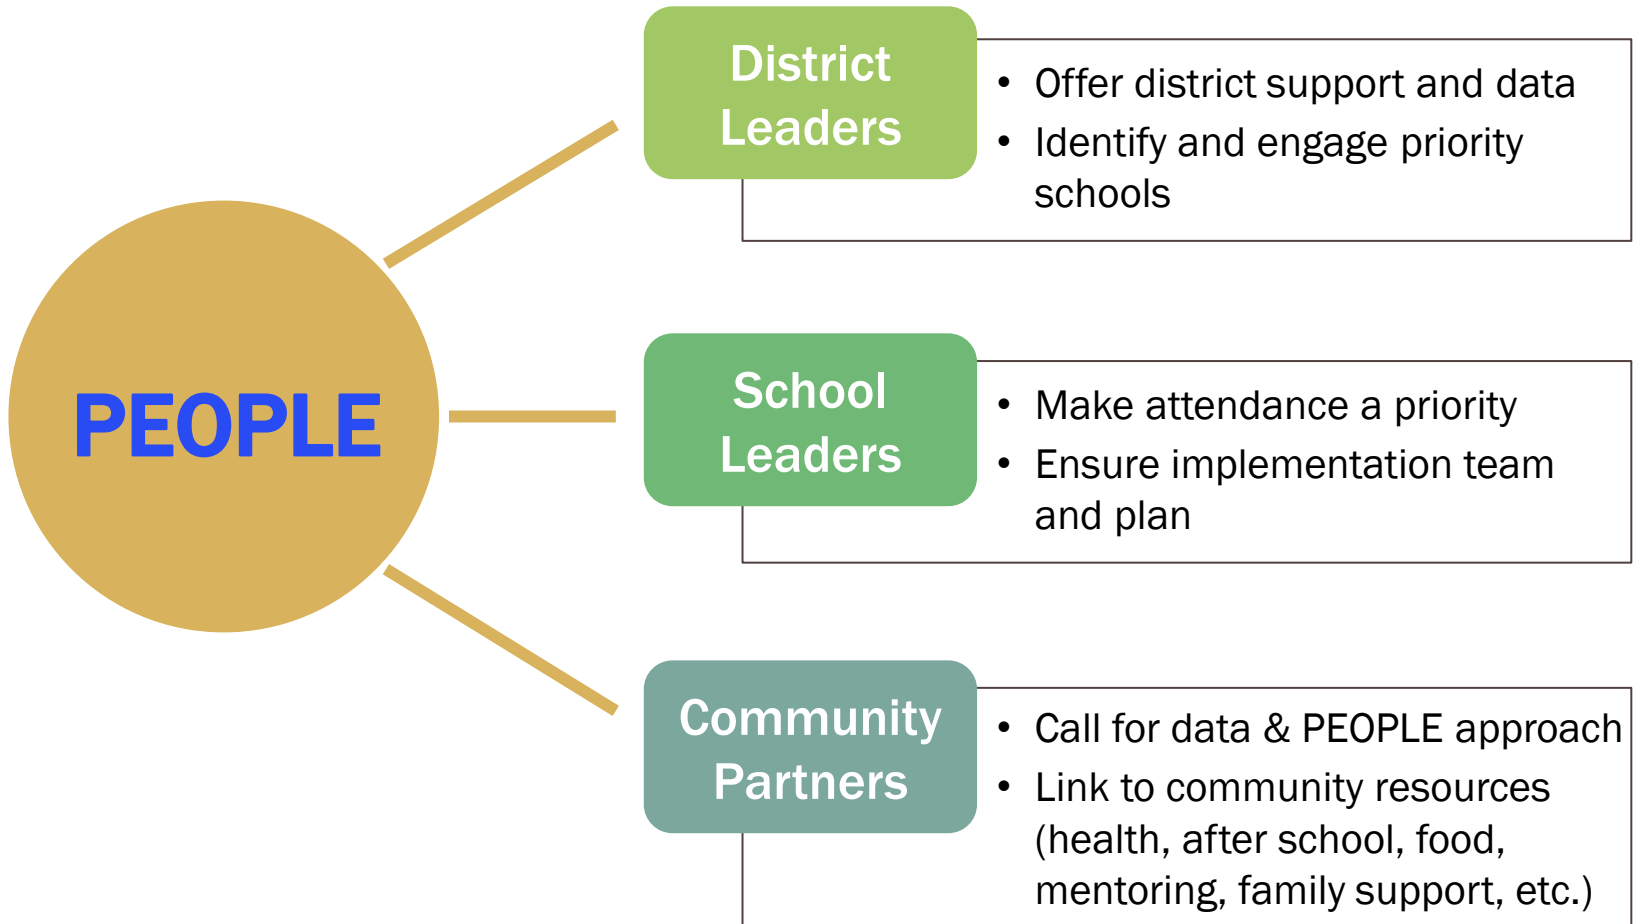 PEOPLE
District
Leaders
• Offer district support and data
• Identify and engage priority
schools
School
Leaders
• Make attendance a priority
• Ensure implementation team
and plan
Community
Partners
• Call for data & PEOPLE approach
• Link to community resources
(health, after school, food,
mentoring, family support, etc.)